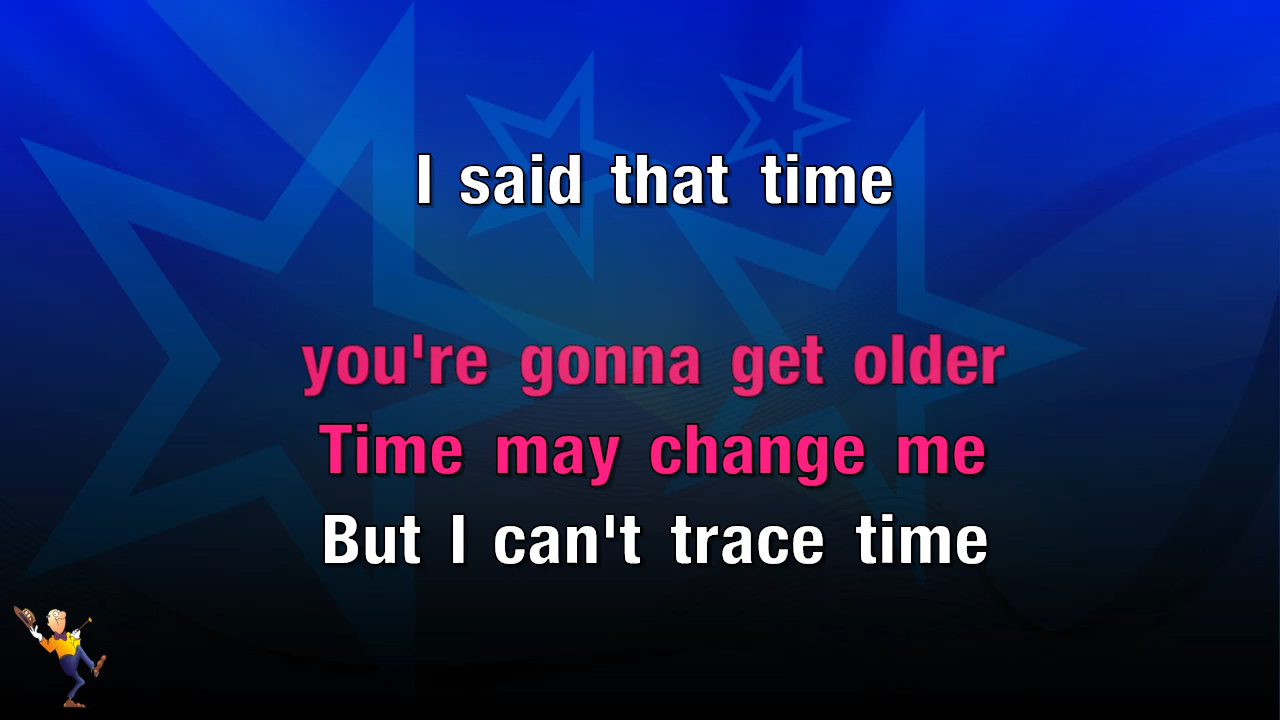 I said that time
you're gonna get older
Time may change me
But I can't trace time